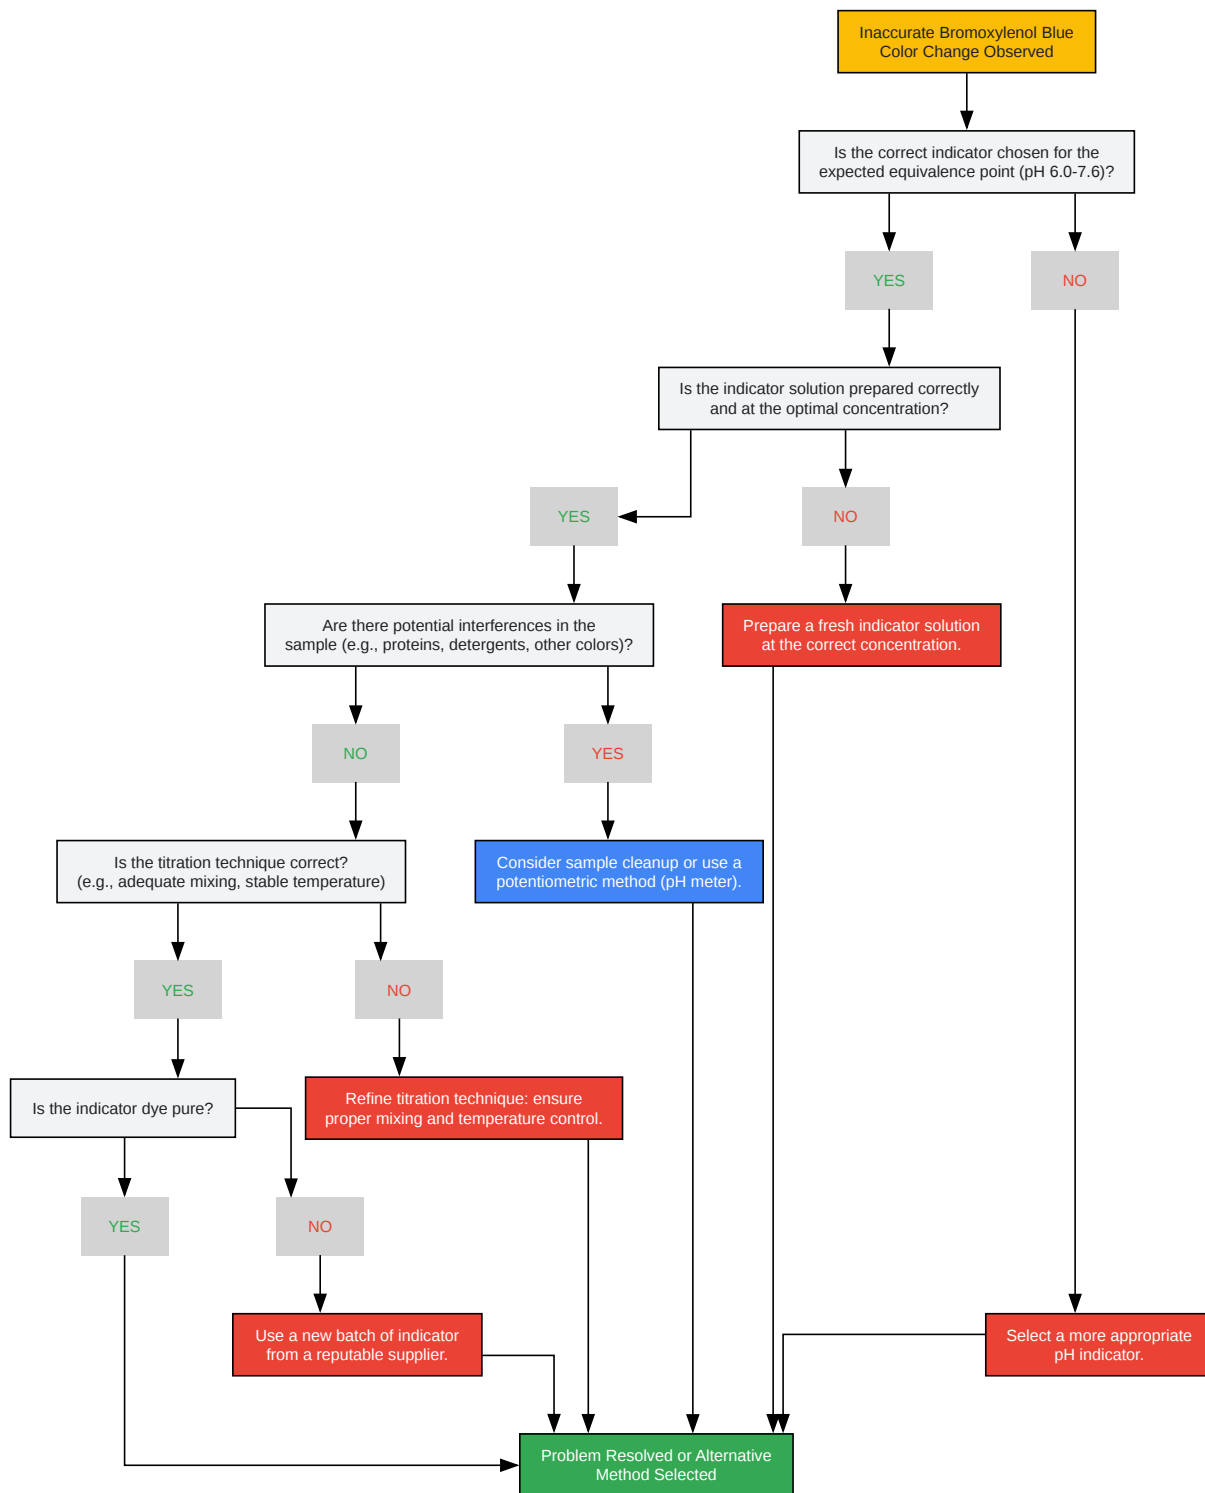 Inaccurate Bromoxylenol Blue
Color Change Observed
Is the correct indicator chosen for the
expected equivalence point (pH 6.0-7.6)?
YES
NO
Is the indicator solution prepared correctly
and at the optimal concentration?
YES
NO
Are there potential interferences in the
sample (e.g., proteins, detergents, other colors)?
Prepare a fresh indicator solution
at the correct concentration.
NO
YES
Is the titration technique correct?
(e.g., adequate mixing, stable temperature)
Consider sample cleanup or use a
potentiometric method (pH meter).
YES
NO
Is the indicator dye pure?
Refine titration technique: ensure
proper mixing and temperature control.
YES
NO
Use a new batch of indicator
from a reputable supplier.
Select a more appropriate
pH indicator.
Problem Resolved or Alternative
Method Selected